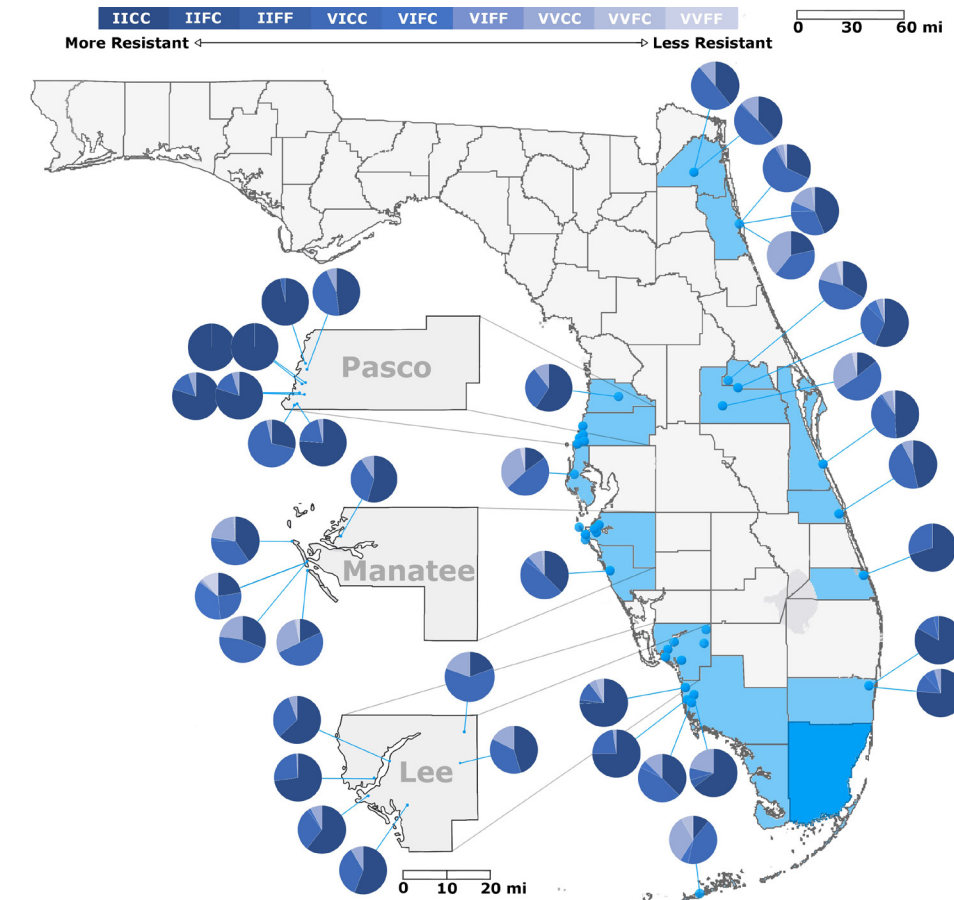 IICC IIFC IIFF VICC VIFC VIFF VVCC VVFC VVFF
More Resistant Less Resistant
0 30 60 mi
Pasco
Manatee
Lee
0 10 20 mi